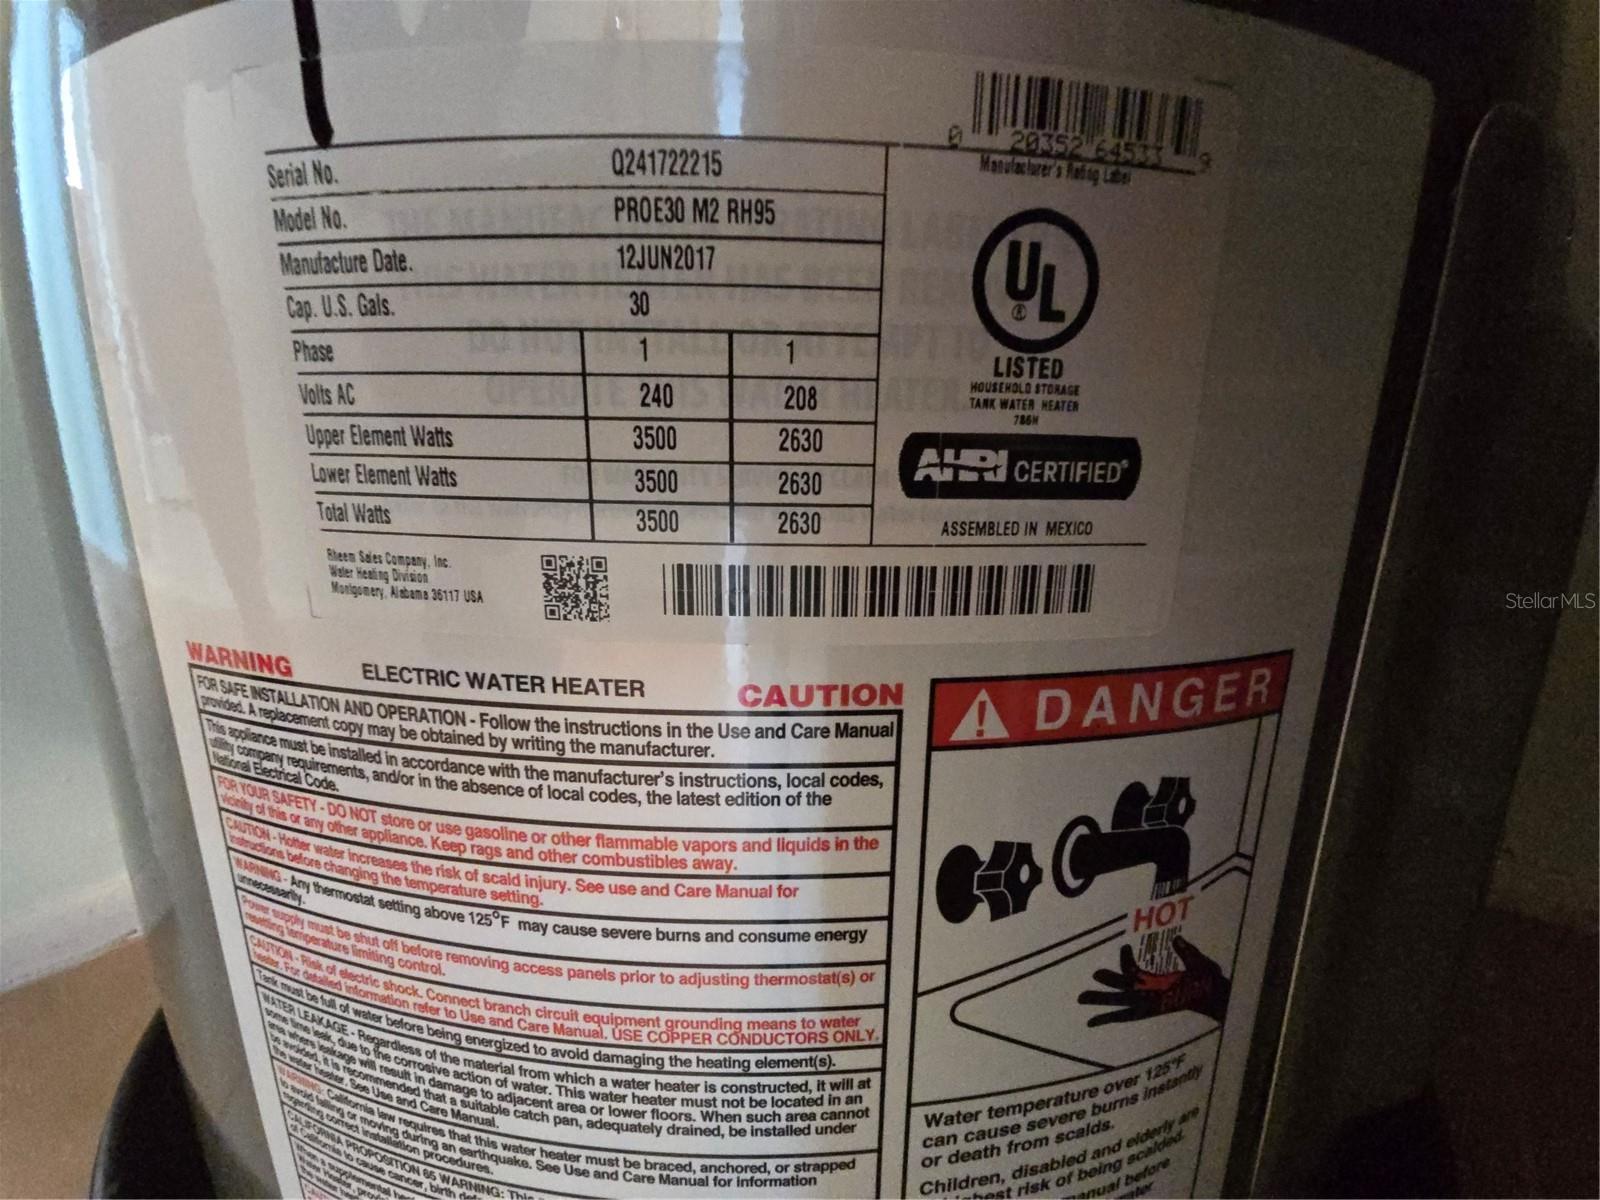 0 20352 64533 9
Manufacturer's Rating Label
Serial No. Q241722215
Model No. PROE30 M2 RH95
Manufacture Date. 12JUN2017
Cap. U.S. Gals. 30
Phase 1 1
Volts AC 240 208
Upper Element Watts 3500 2630
Lower Element Watts 3500 2630
Total Watts 3500 2630
UL
®
LISTED
HOUSEHOLD STORAGE
TANK WATER HEATER
786H
AHRI CERTIFIED®
ASSEMBLED IN MEXICO
Rheem Sales Company, Inc.
Water Heating Division
Montgomery, Alabama 36117 USA
StellarMLS
WARNING ELECTRIC WATER HEATER CAUTION
FOR SAFE INSTALLATION AND OPERATION - Follow the instructions in the Use and Care Manual
provided. A replacement copy may be obtained by writing the manufacturer.
This appliance must be installed in accordance with the manufacturer's instructions, local codes,
utility company requirements, and/or in the absence of local codes, the latest edition of the
National Electrical Code.
FOR YOUR SAFETY - DO NOT store or use gasoline or other flammable vapors and liquids in the
vicinity of this or any other appliance. Keep rags and other combustibles away.
CAUTION - Hotter water increases the risk of scald injury. See use and Care Manual for
instructions before changing the temperature setting.
WARNING - Any thermostat setting above 125°F may cause severe burns and consume energy
unnecessarily.
Power supply must be shut off before removing access panels prior to adjusting thermostat(s) or
resetting temperature limiting control.
CAUTION - Risk of electric shock. Connect branch circuit equipment grounding means to water
heater. For detailed information refer to Use and Care Manual. USE COPPER CONDUCTORS ONLY.
Tank must be full of water before being energized to avoid damaging the heating element(s).
WATER LEAKAGE - Regardless of the material from which a water heater is constructed, it will at
some time leak, due to the corrosive action of water. This water heater must not be located in an
area where leakage will result in damage to adjacent area or lower floors. When such area cannot
be avoided, it is recommended that a suitable catch pan, adequately drained, be installed under
the water heater. See Use and Care Manual.
WARNING: California law requires that this water heater must be braced, anchored, or strapped
to avoid falling or moving during an earthquake. See Use and Care Manual for information
regarding correct installation procedures.
CALIFORNIA PROPOSITION 65 WARNING: This
of California to cause cancer, birth
DANGER
HOT
BURN
Water temperature over 125°F
can cause severe burns instantly
or death from scalds.
Children, disabled and elderly are
highest risk of being scalded.
manual before